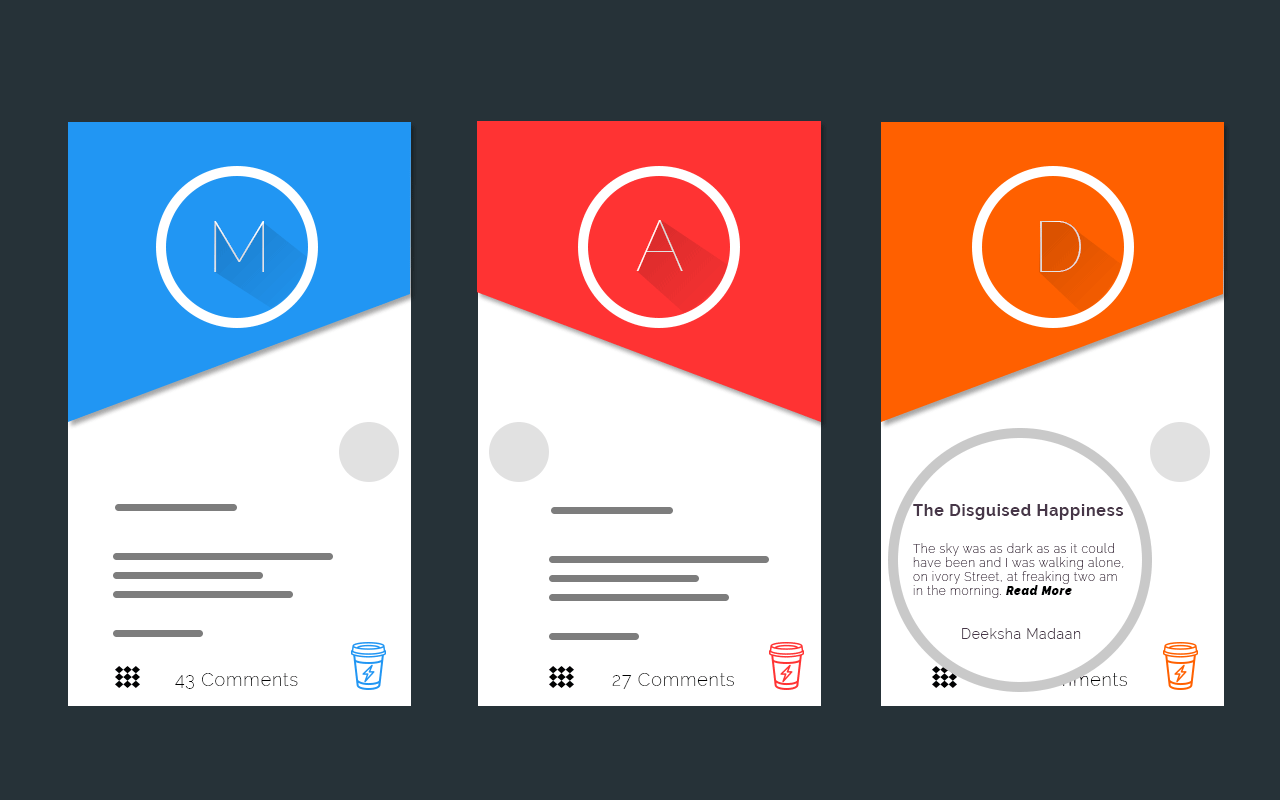 M
A
D
The Disguised Happiness
The sky was as dark as as it could
have been and I was walking alone,
on ivory Street, at freaking two am
in the morning. Read More
Deeksha Madaan
43 Comments
27 Comments